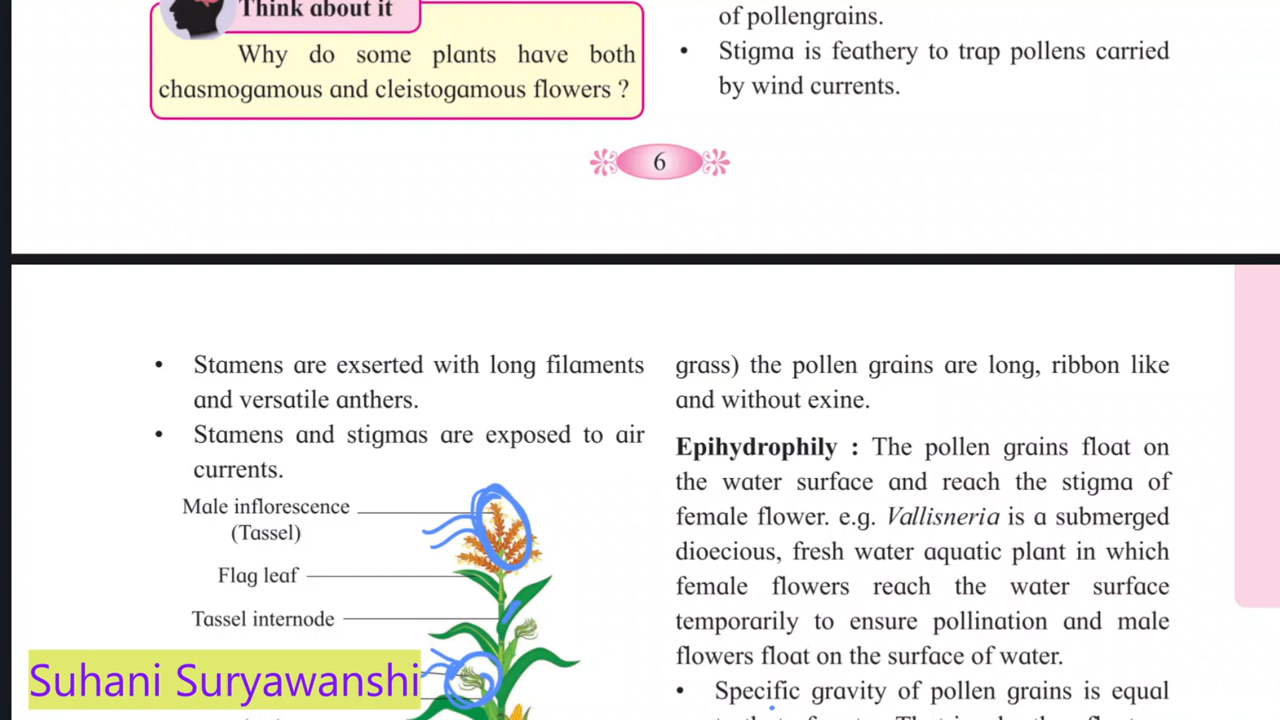 Think about it
Why do some plants have both
chasmogamous and cleistogamous flowers ?
of pollengrains.
• Stigma is feathery to trap pollens carried
by wind currents.
6
• Stamens are exserted with long filaments
and versatile anthers.
• Stamens and stigmas are exposed to air
currents.
Male inflorescence
(Tassel)
Flag leaf
Tassel internode
Suhani Suryawanshi
grass) the pollen grains are long, ribbon like
and without exine.
Epihydrophily : The pollen grains float on
the water surface and reach the stigma of
female flower. e.g. Vallisneria is a submerged
dioecious, fresh water aquatic plant in which
female flowers reach the water surface
temporarily to ensure pollination and male
flowers float on the surface of water.
• Specific gravity of pollen grains is equal